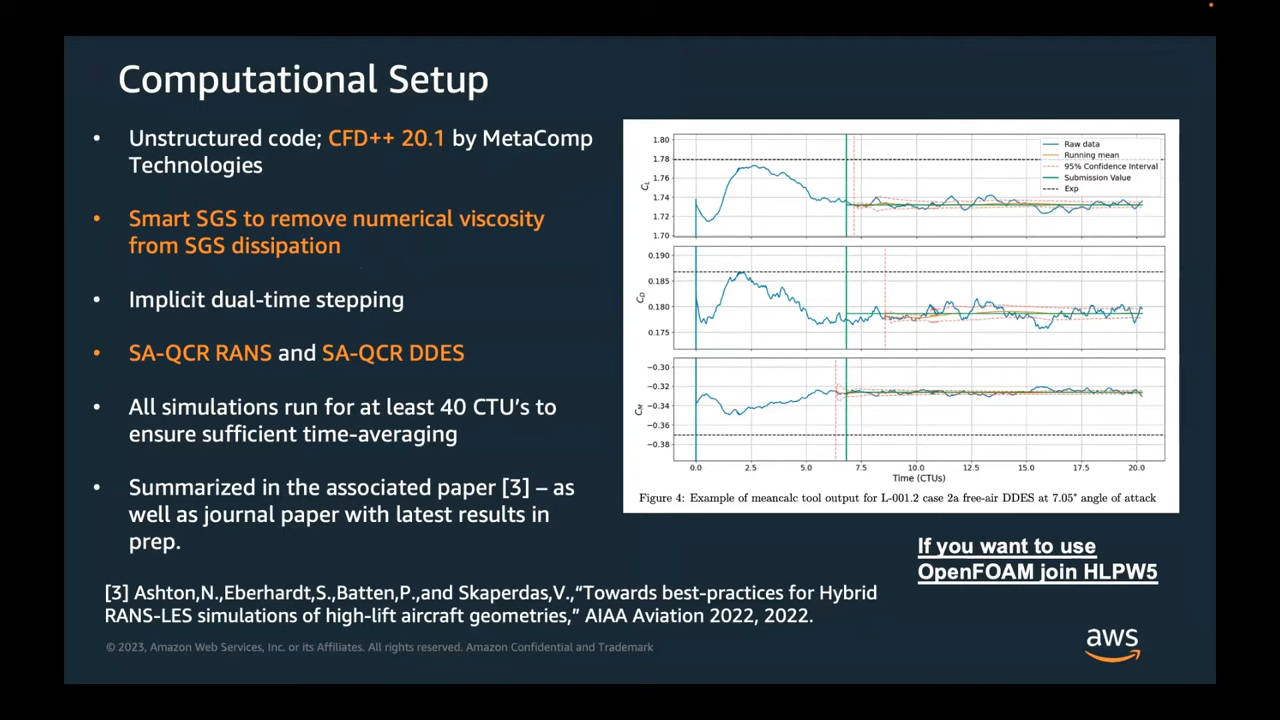 Computational Setup
• Unstructured code; CFD++ 20.1 by MetaComp
Technologies
• Smart SGS to remove numerical viscosity
from SGS dissipation
• Implicit dual-time stepping
• SA-QCR RANS and SA-QCR DDES
• All simulations run for at least 40 CTU's to
ensure sufficient time-averaging
• Summarized in the associated paper [3] – as
well as journal paper with latest results in
prep.
1.80
1.78
1.76
1.74
1.72
1.70
C_L
Raw data
Running mean
95% Confidence Interval
Submission Value
Exp
0.190
0.185
0.180
0.175
C_D
−0.30
−0.32
−0.34
−0.36
−0.38
C_M
0.0 2.5 5.0 7.5 10.0 12.5 15.0 17.5 20.0
Time (CTUs)
Figure 4: Example of meancalc tool output for L-001.2 case 2a free-air DDES at 7.05° angle of attack
If you want to use
OpenFOAM join HLPW5
[3] Ashton,N.,Eberhardt,S.,Batten,P.,and Skaperdas,V.,“Towards best-practices for Hybrid
RANS-LES simulations of high-lift aircraft geometries,” AIAA Aviation 2022, 2022.
© 2023, Amazon Web Services, Inc. or its Affiliates. All rights reserved. Amazon Confidential and Trademark
aws